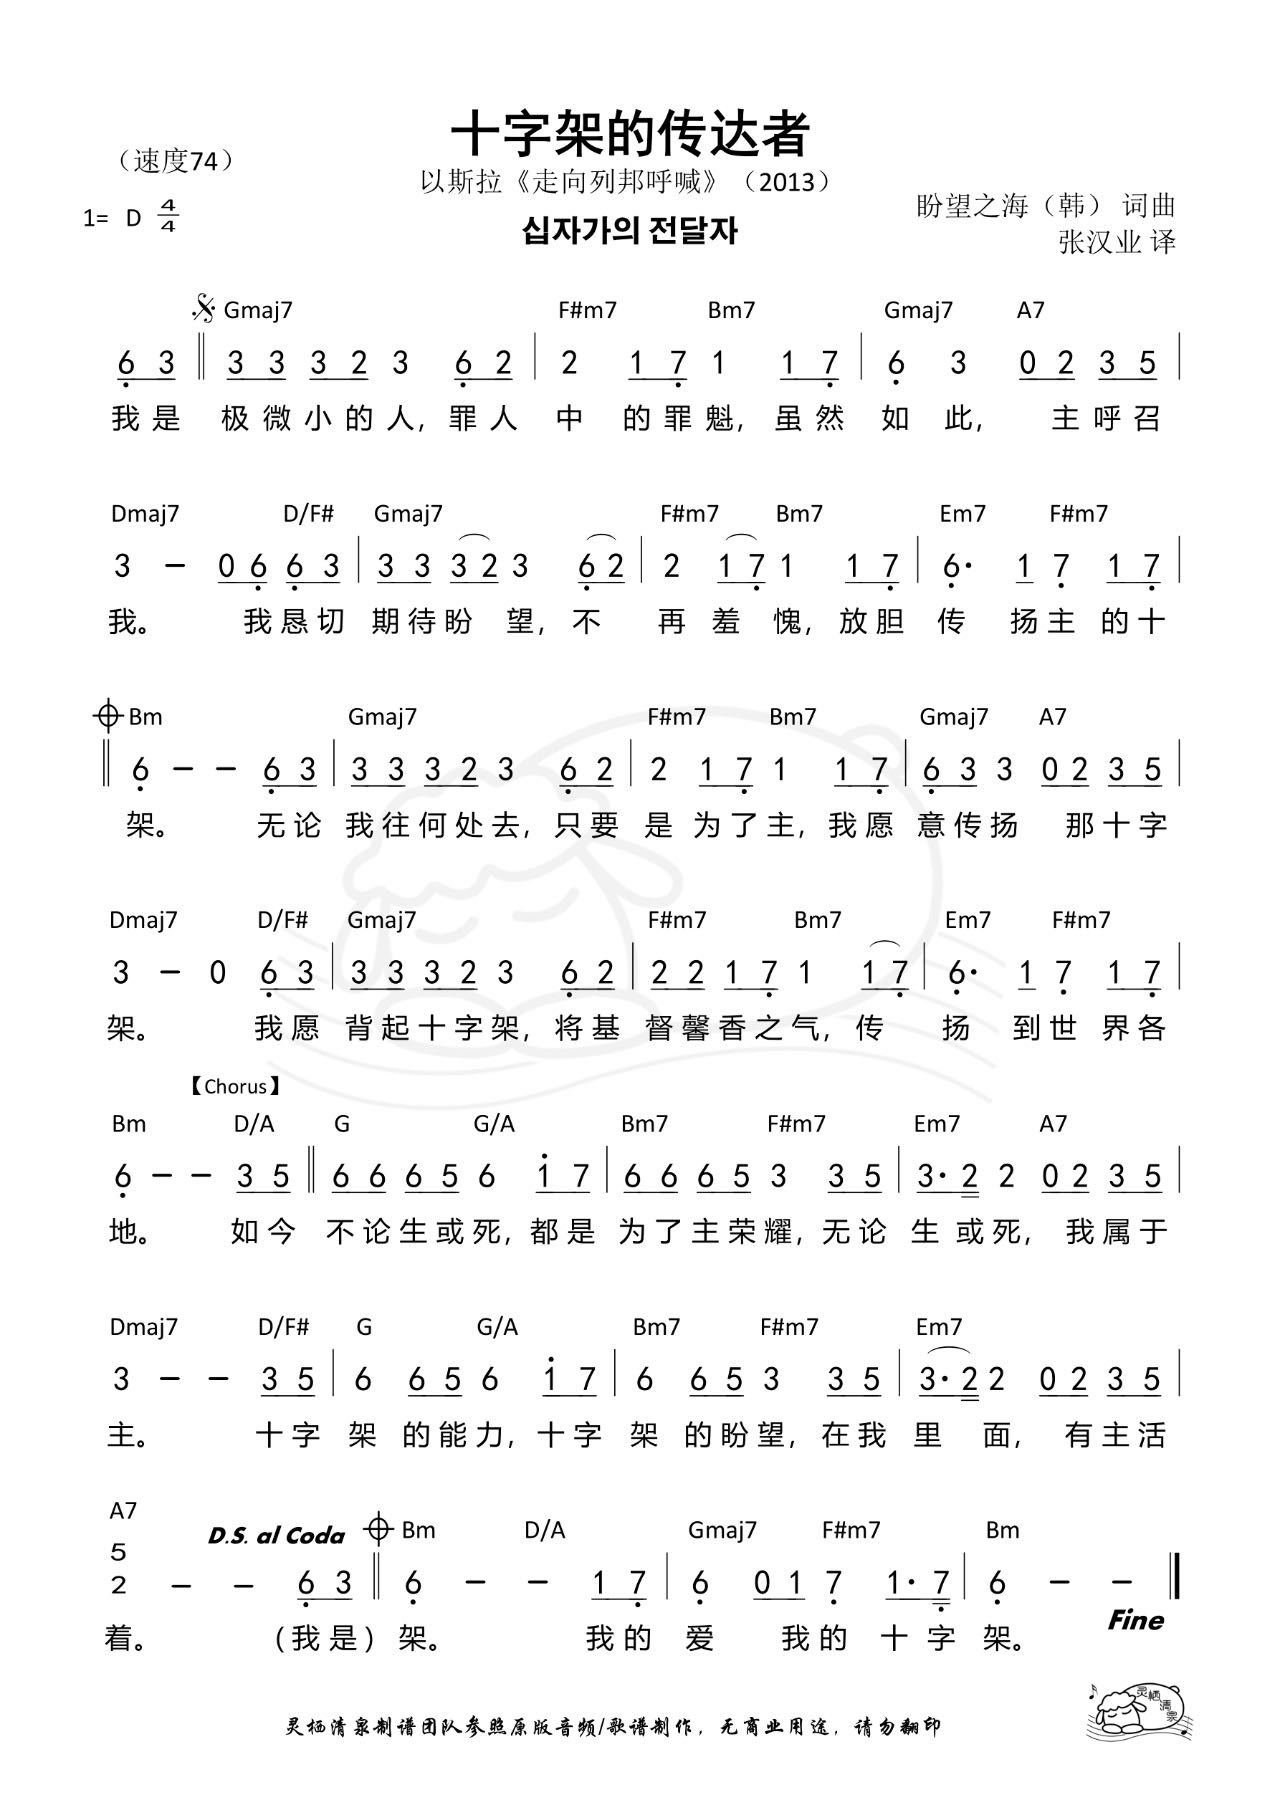 十字架的传达者
（速度74）
以斯拉《走向列邦呼喊》（2013）
1= D 4/4
십자가의 전달자
盼望之海（韩） 词曲
张汉业 译
Gmaj7 F#m7 Bm7 Gmaj7 A7
6 3 3 3 3 2 3 6 2 2 1 7 1 1 7 6 3 0 2 3 5
我是 极微小的人, 罪人 中 的罪魁, 虽然 如 此, 主呼召
Dmaj7 D/F# Gmaj7 F#m7 Bm7 Em7 F#m7
3 – 0 6 6 3 3 3 3 2 3 6 2 2 1 7 1 1 7 6· 1 7 1 7
我。 我恳切 期待盼 望, 不 再 羞 愧, 放胆 传 扬主 的十
Bm Gmaj7 F#m7 Bm7 Gmaj7 A7
6 – – 6 3 3 3 3 2 3 6 2 2 1 7 1 1 7 6 3 3 0 2 3 5
架。 无论 我往何处去, 只要 是 为了主, 我愿 意传扬 那十字
Dmaj7 D/F# Gmaj7 F#m7 Bm7 Em7 F#m7
3 – 0 6 3 3 3 3 2 3 6 2 2 2 1 7 1 1 7 6· 1 7 1 7
架。 我愿 背起十字架, 将基 督馨香之气, 传 扬 到世 界各
【Chorus】
Bm D/A G G/A Bm7 F#m7 Em7 A7
6 – – 3 5 6 6 6 5 6 1 7 6 6 6 5 3 3 5 3· 2 2 0 2 3 5
地。 如今 不论生或死, 都是 为了主荣耀, 无论 生 或死, 我属于
Dmaj7 D/F# G G/A Bm7 F#m7 Em7
3 – – 3 5 6 6 5 6 1 7 6 6 5 3 3 5 3· 2 2 0 2 3 5
主。 十字 架 的能力, 十字 架 的盼望, 在我 里 面, 有主活
A7 D.S. al Coda Bm D/A Gmaj7 F#m7 Bm
5
2 – – 6 3 6 – – 1 7 6 0 1 7 1· 7 6 – –
着。 (我是) 架。 我的 爱 我的 十字 架。 Fine
灵栖清泉
灵栖清泉制谱团队参照原版音频/歌谱制作，无商业用途，请勿翻印